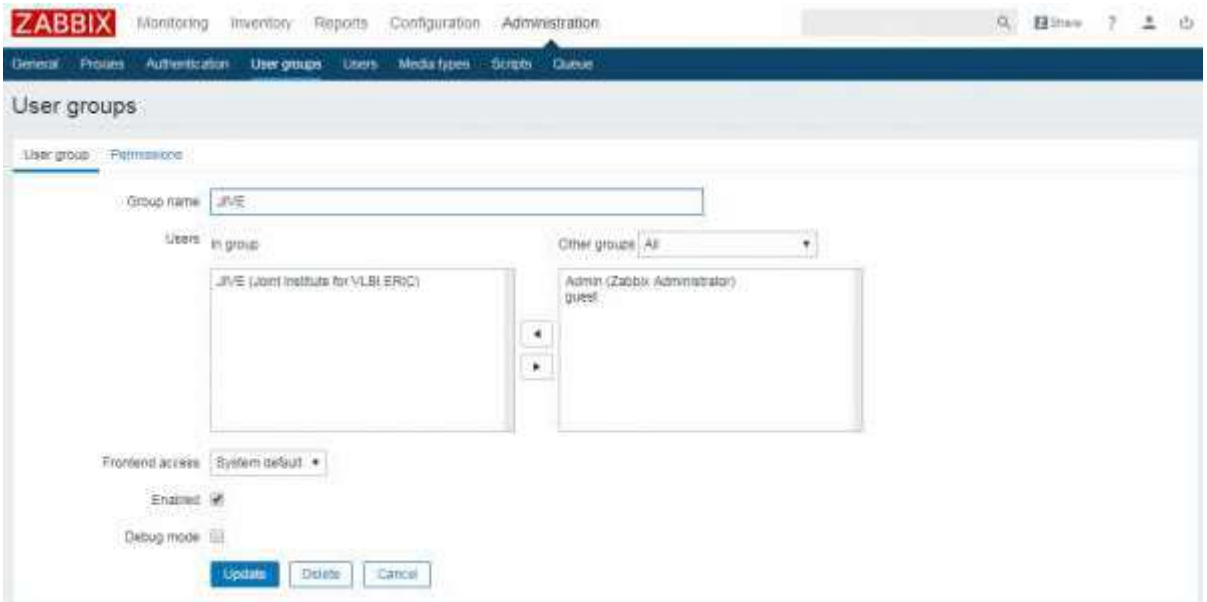 ZABBIX Monitoring Inventory Reports Configuration Administration Share ?
General Proxies Authentication User groups Users Media types Scripts Queue
User groups
User group Permissions
Group name JIVE
Users In group Other groups All
JIVE (Joint Institute for VLBI ERIC) Admin (Zabbix Administrator)
guest
Frontend access System default
Enabled
Debug mode
Update Delete Cancel